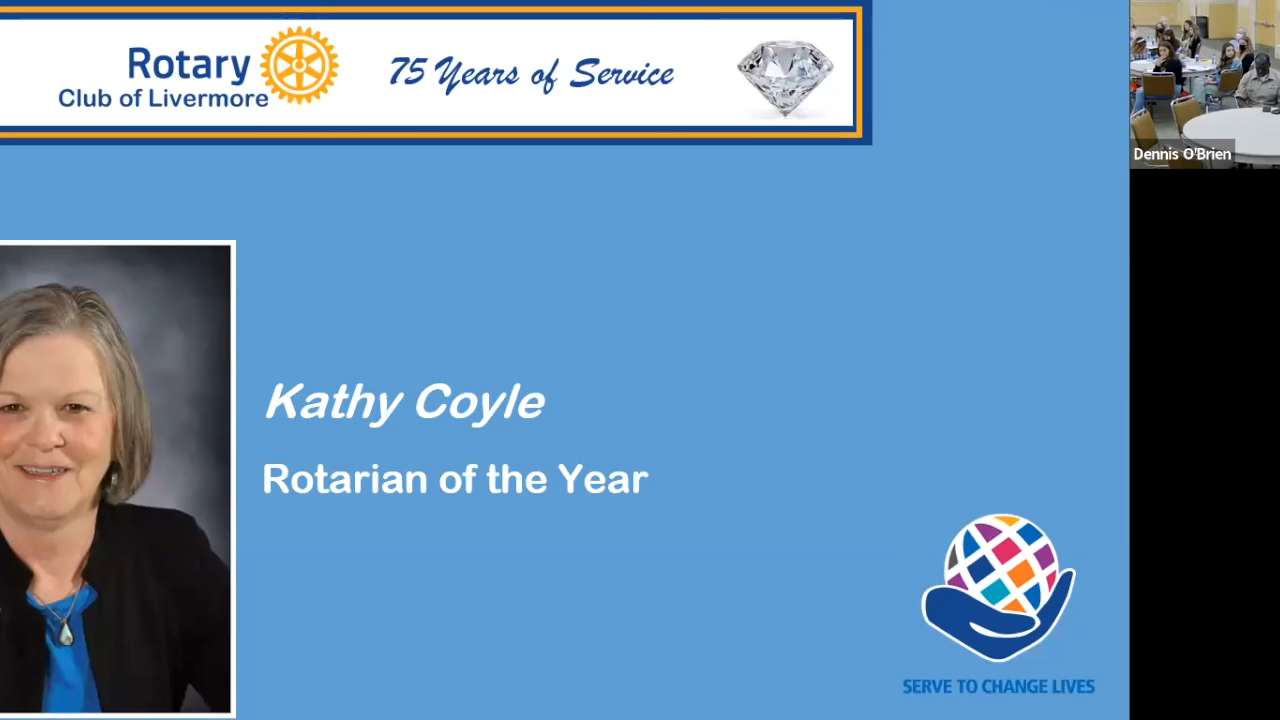 Rotary
Club of Livermore
75 Years of Service
Dennis O'Brien
Kathy Coyle
Rotarian of the Year
SERVE TO CHANGE LIVES